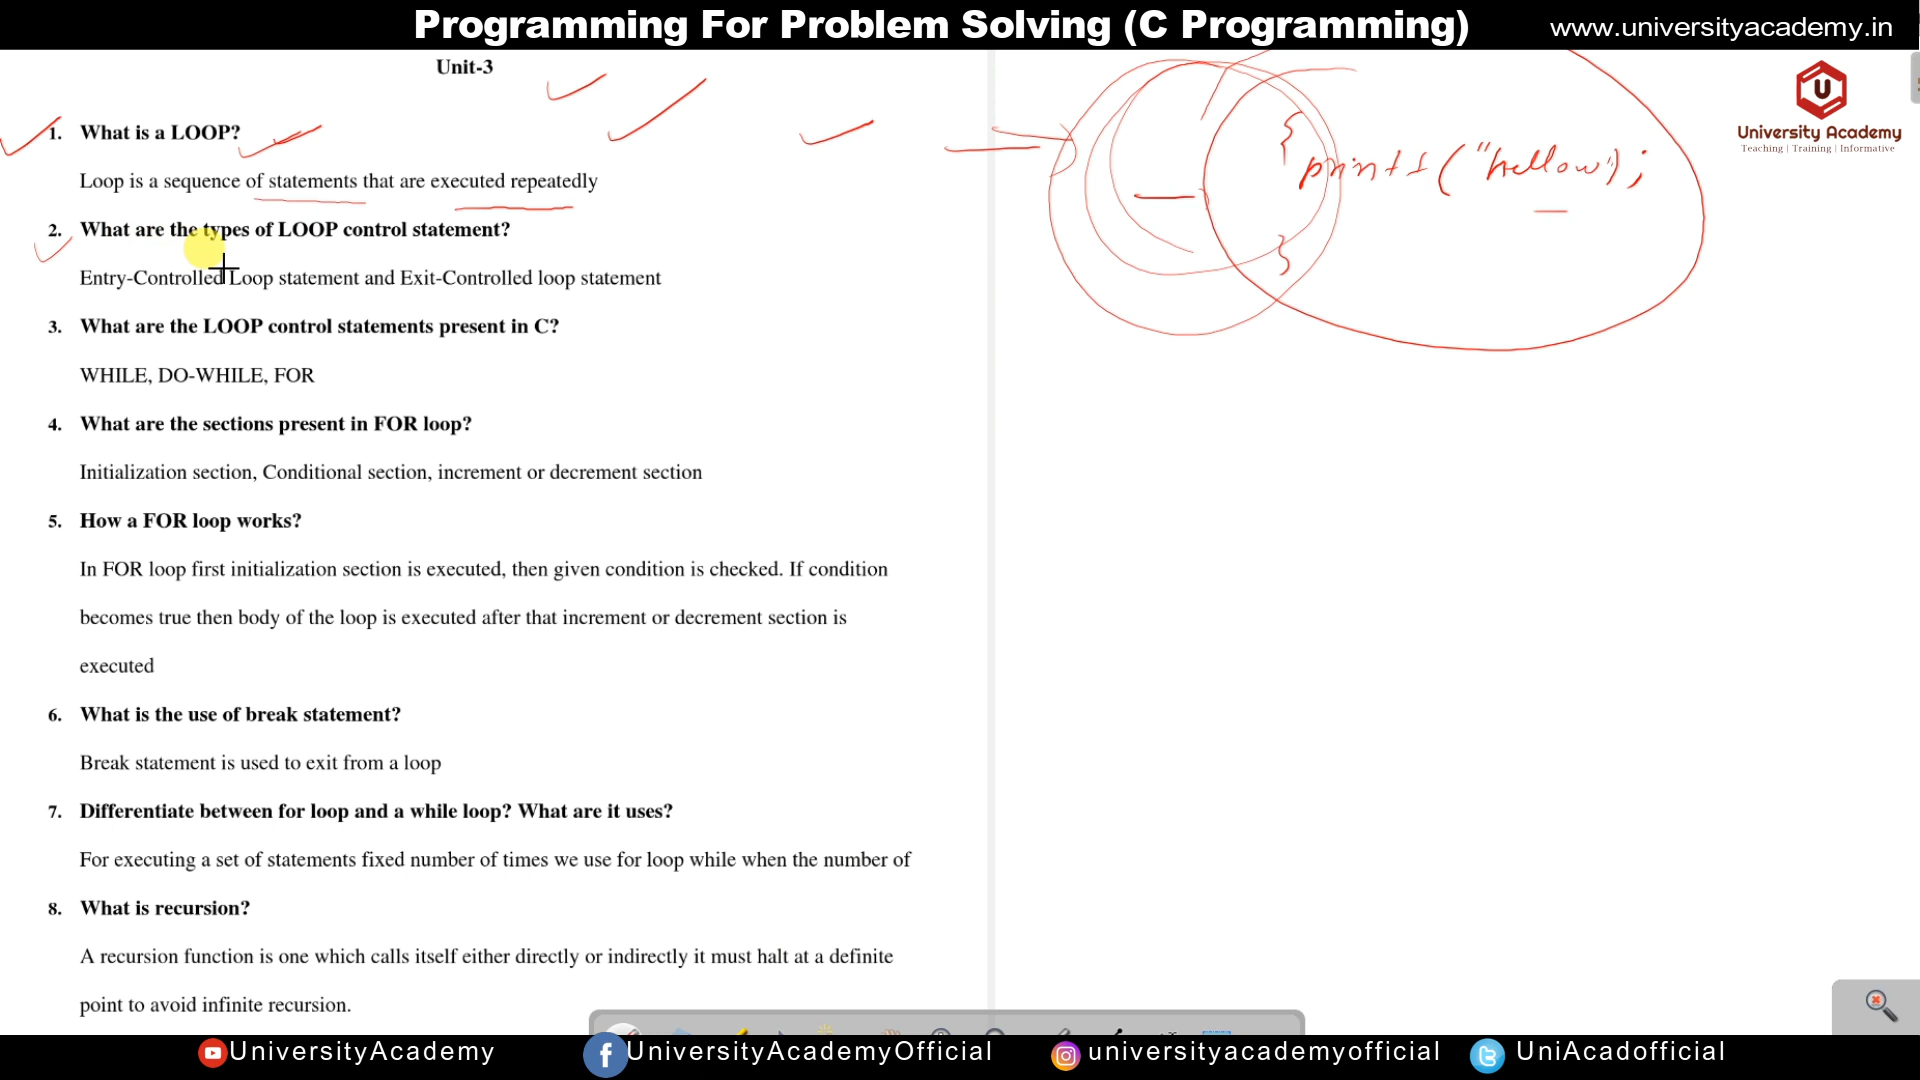 Programming For Problem Solving (C Programming)
www.universityacademy.in
Unit-3
1. What is a LOOP?
Loop is a sequence of statements that are executed repeatedly
2. What are the types of LOOP control statement?
Entry-Controlled Loop statement and Exit-Controlled loop statement
3. What are the LOOP control statements present in C?
WHILE, DO-WHILE, FOR
4. What are the sections present in FOR loop?
Initialization section, Conditional section, increment or decrement section
5. How a FOR loop works?
In FOR loop first initialization section is executed, then given condition is checked. If condition
becomes true then body of the loop is executed after that increment or decrement section is
executed
6. What is the use of break statement?
Break statement is used to exit from a loop
7. Differentiate between for loop and a while loop? What are it uses?
For executing a set of statements fixed number of times we use for loop while when the number of
8. What is recursion?
A recursion function is one which calls itself either directly or indirectly it must halt at a definite
point to avoid infinite recursion.
{
printf("hellow");
}
U
University Academy
Teaching | Training | Informative
UniversityAcademy
UniversityAcademyOfficial
universityacademyofficial
UniAcadofficial